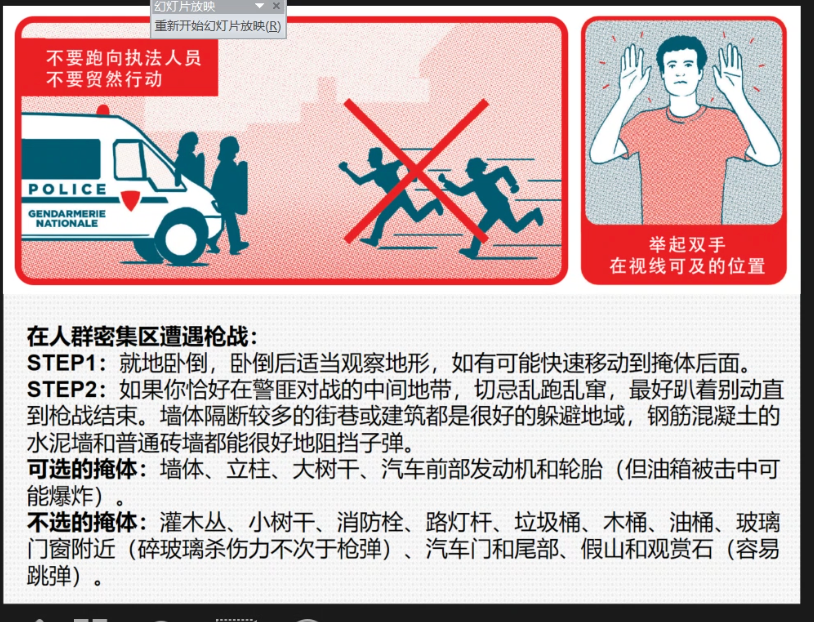 幻灯片放映
重新开始幻灯片放映(R)
不要跑向执法人员
不要贸然行动
POLICE
GENDARMERIE
NATIONALE
举起双手
在视线可及的位置
在人群密集区遭遇枪战：
STEP1：就地卧倒，卧倒后适当观察地形，如有可能快速移动到掩体后面。
STEP2：如果你恰好在警匪对战的中间地带，切忌乱跑乱窜，最好趴着别动直
到枪战结束。墙体隔断较多的街巷或建筑都是很好的躲避地域，钢筋混凝土的
水泥墙和普通砖墙都能很好地阻挡子弹。
可选的掩体：墙体、立柱、大树干、汽车前部发动机和轮胎（但油箱被击中可
能爆炸）。
不选的掩体：灌木丛、小树干、消防栓、路灯杆、垃圾桶、木桶、油桶、玻璃
门窗附近（碎玻璃杀伤力不次于枪弹）、汽车门和尾部、假山和观赏石（容易
跳弹）。